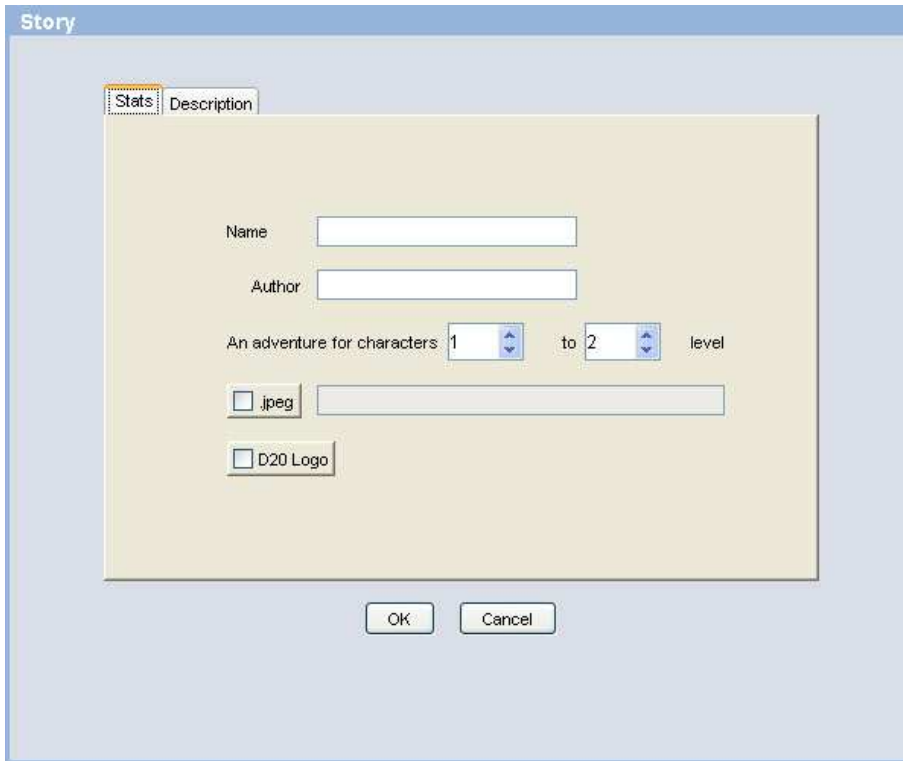 Story
Stats Description
Name
Author
An adventure for characters 1 to 2 level
.jpeg
D20 Logo
OK Cancel